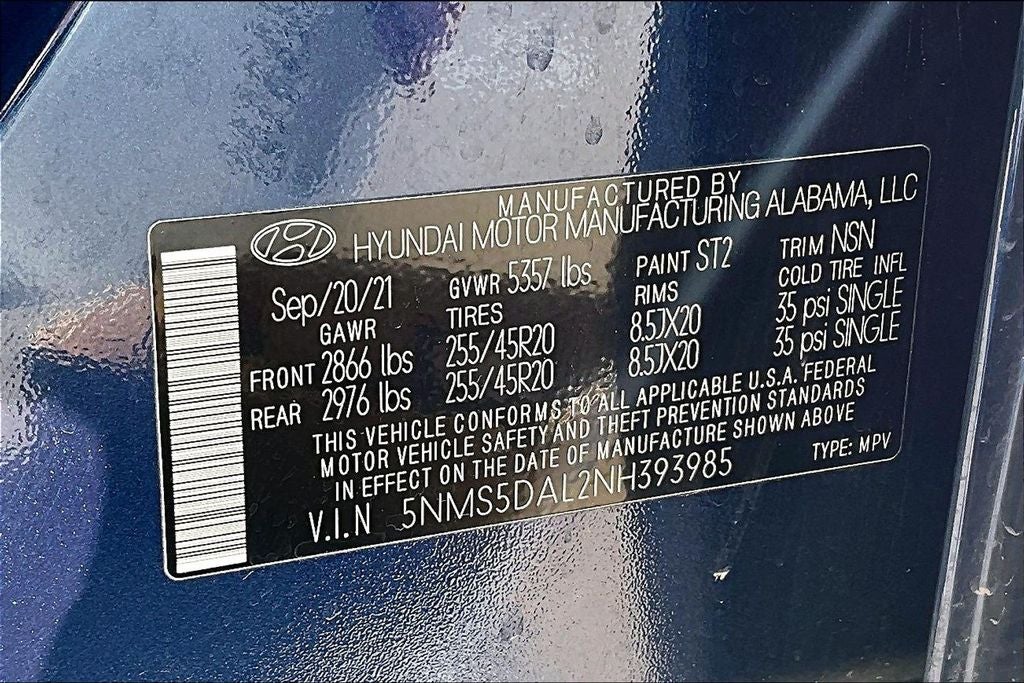 MANUFACTURED BY
HYUNDAI MOTOR MANUFACTURING ALABAMA, LLC
Sep/20/21 GVWR 5357 lbs PAINT ST2 TRIM NSN
GAWR TIRES RIMS COLD TIRE INFL
FRONT 2866 lbs 255/45R20 8.5JX20 35 psi SINGLE
REAR 2976 lbs 255/45R20 8.5JX20 35 psi SINGLE
THIS VEHICLE CONFORMS TO ALL APPLICABLE U.S.A. FEDERAL
MOTOR VEHICLE SAFETY AND THEFT PREVENTION STANDARDS
IN EFFECT ON THE DATE OF MANUFACTURE SHOWN ABOVE
V.I.N 5NMS5DAL2NH393985 TYPE: MPV